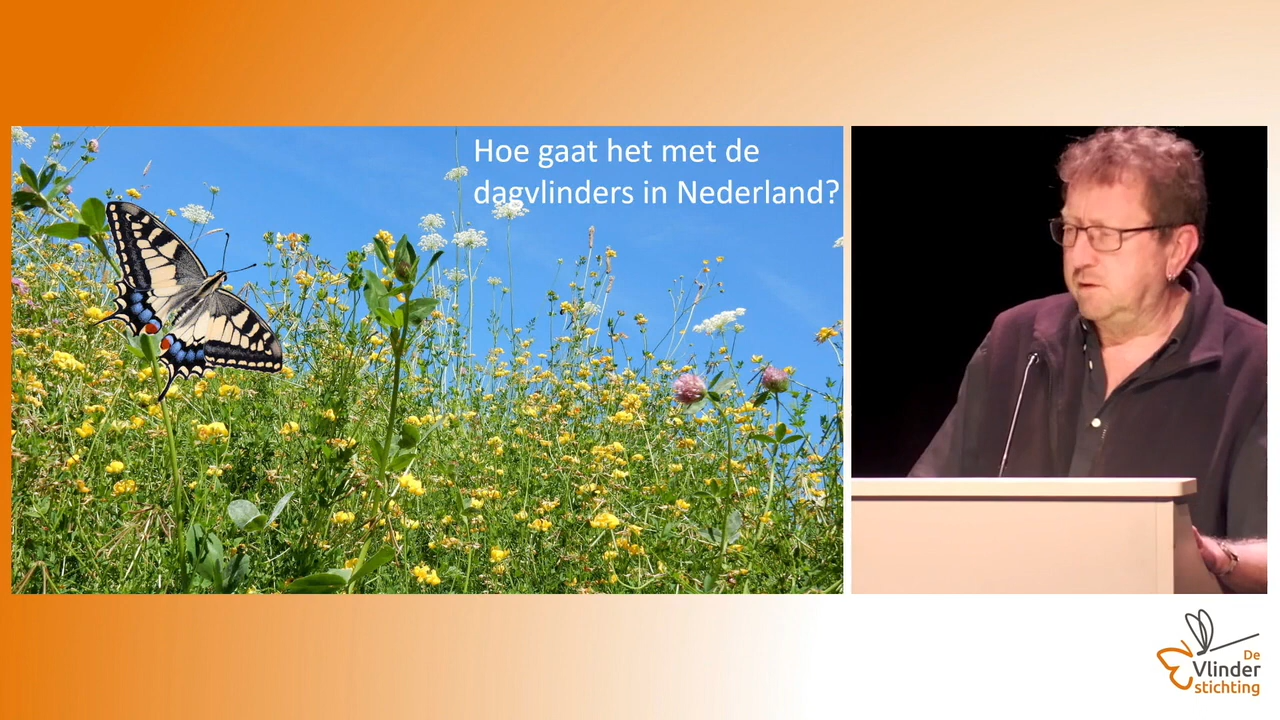 Hoe gaat het met de
dagvlinders in Nederland?
De
Vlinder
stichting